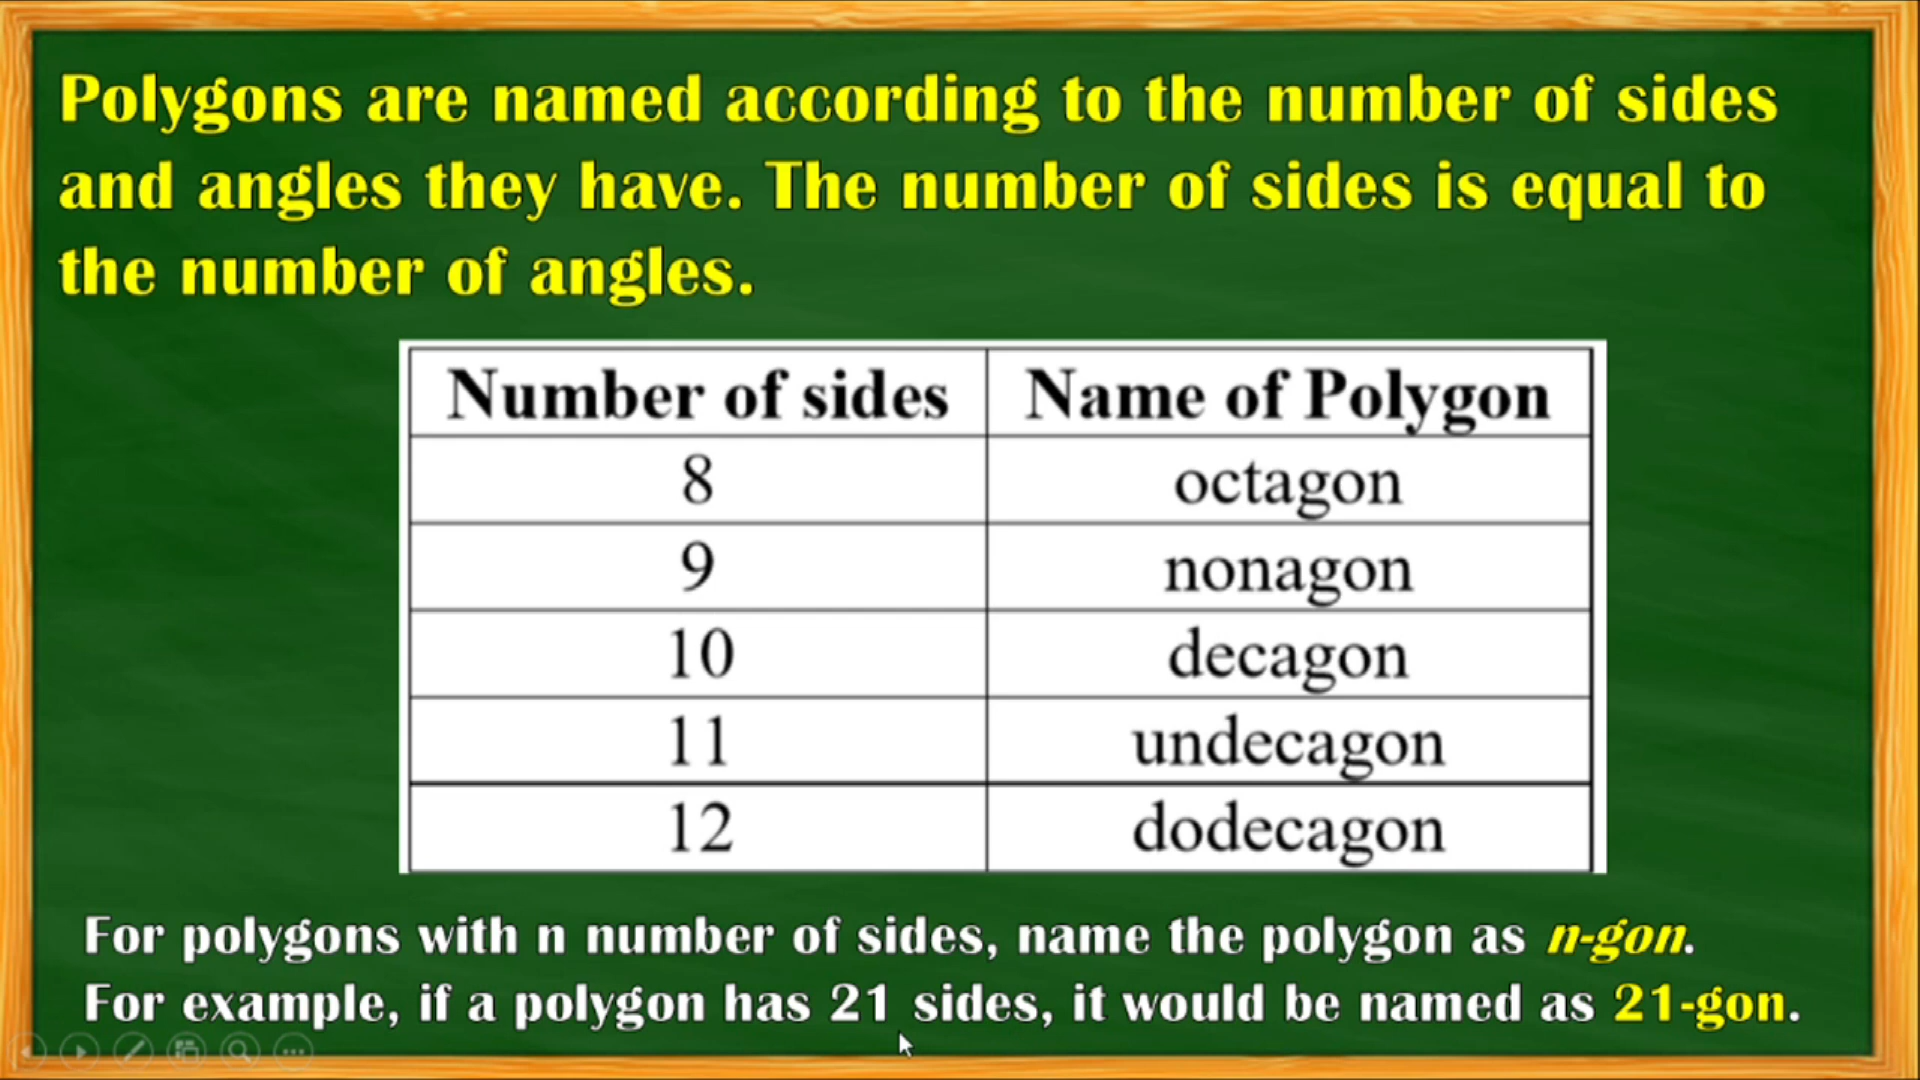 Polygons are named according to the number of sides
and angles they have. The number of sides is equal to
the number of angles.
Number of sides Name of Polygon
8 octagon
9 nonagon
10 decagon
11 undecagon
12 dodecagon
For polygons with n number of sides, name the polygon as n-gon.
For example, if a polygon has 21 sides, it would be named as 21-gon.